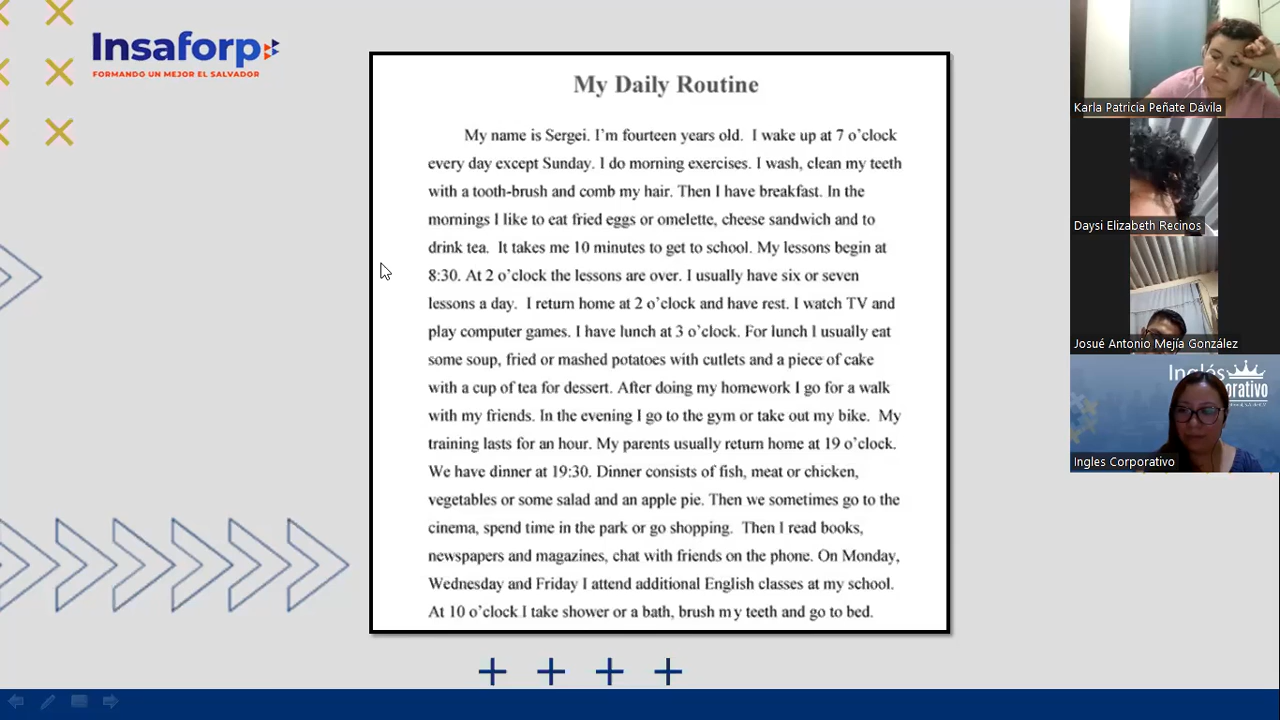 Insaforp
FORMANDO UN MEJOR EL SALVADOR
My Daily Routine
My name is Sergei. I'm fourteen years old. I wake up at 7 o'clock
every day except Sunday. I do morning exercises. I wash, clean my teeth
with a tooth-brush and comb my hair. Then I have breakfast. In the
mornings I like to eat fried eggs or omelette, cheese sandwich and to
drink tea. It takes me 10 minutes to get to school. My lessons begin at
8:30. At 2 o'clock the lessons are over. I usually have six or seven
lessons a day. I return home at 2 o'clock and have rest. I watch TV and
play computer games. I have lunch at 3 o'clock. For lunch I usually eat
some soup, fried or mashed potatoes with cutlets and a piece of cake
with a cup of tea for dessert. After doing my homework I go for a walk
with my friends. In the evening I go to the gym or take out my bike. My
training lasts for an hour. My parents usually return home at 19 o'clock.
We have dinner at 19:30. Dinner consists of fish, meat or chicken,
vegetables or some salad and an apple pie. Then we sometimes go to the
cinema, spend time in the park or go shopping. Then I read books,
newspapers and magazines, chat with friends on the phone. On Monday,
Wednesday and Friday I attend additional English classes at my school.
At 10 o'clock I take shower or a bath, brush my teeth and go to bed.
Karla Patricia Peñate Dávila
Daysi Elizabeth Recinos
Josué Antonio Mejía González
Inglés
Ingles Corporativo